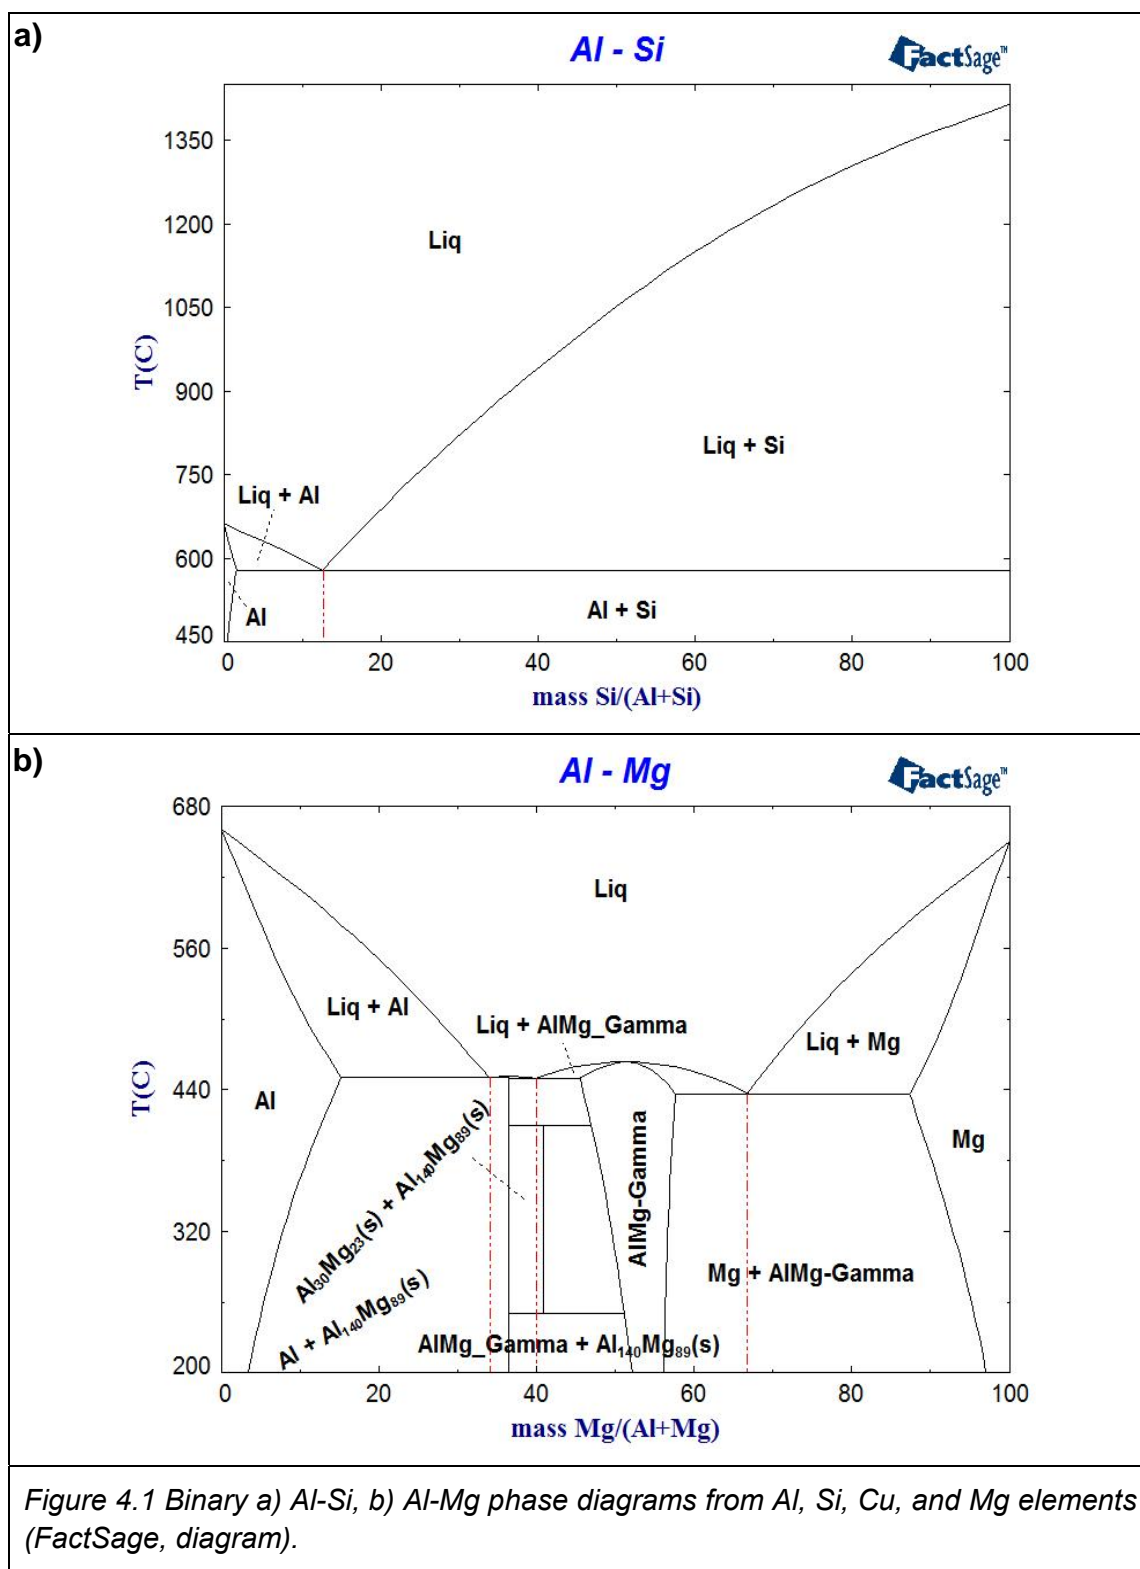 a)
Al - Si
FactSage™
1350
1200
1050
900
750
600
450
T(C)
Liq
Liq + Si
Liq + Al
Al
Al + Si
0 20 40 60 80 100
mass Si/(Al+Si)
b)
Al - Mg
FactSage™
680
560
440
320
200
T(C)
Liq
Liq + Al
Liq + AlMg_Gamma
Liq + Mg
Al
Mg
Al₃₀Mg₂₃(s) + Al₁₄₀Mg₈₉(s)
AlMg-Gamma
Mg + AlMg-Gamma
Al + Al₁₄₀Mg₈₉(s)
AlMg_Gamma + Al₁₄₀Mg₈₉(s)
0 20 40 60 80 100
mass Mg/(Al+Mg)
Figure 4.1 Binary a) Al-Si, b) Al-Mg phase diagrams from Al, Si, Cu, and Mg elements
(FactSage, diagram).